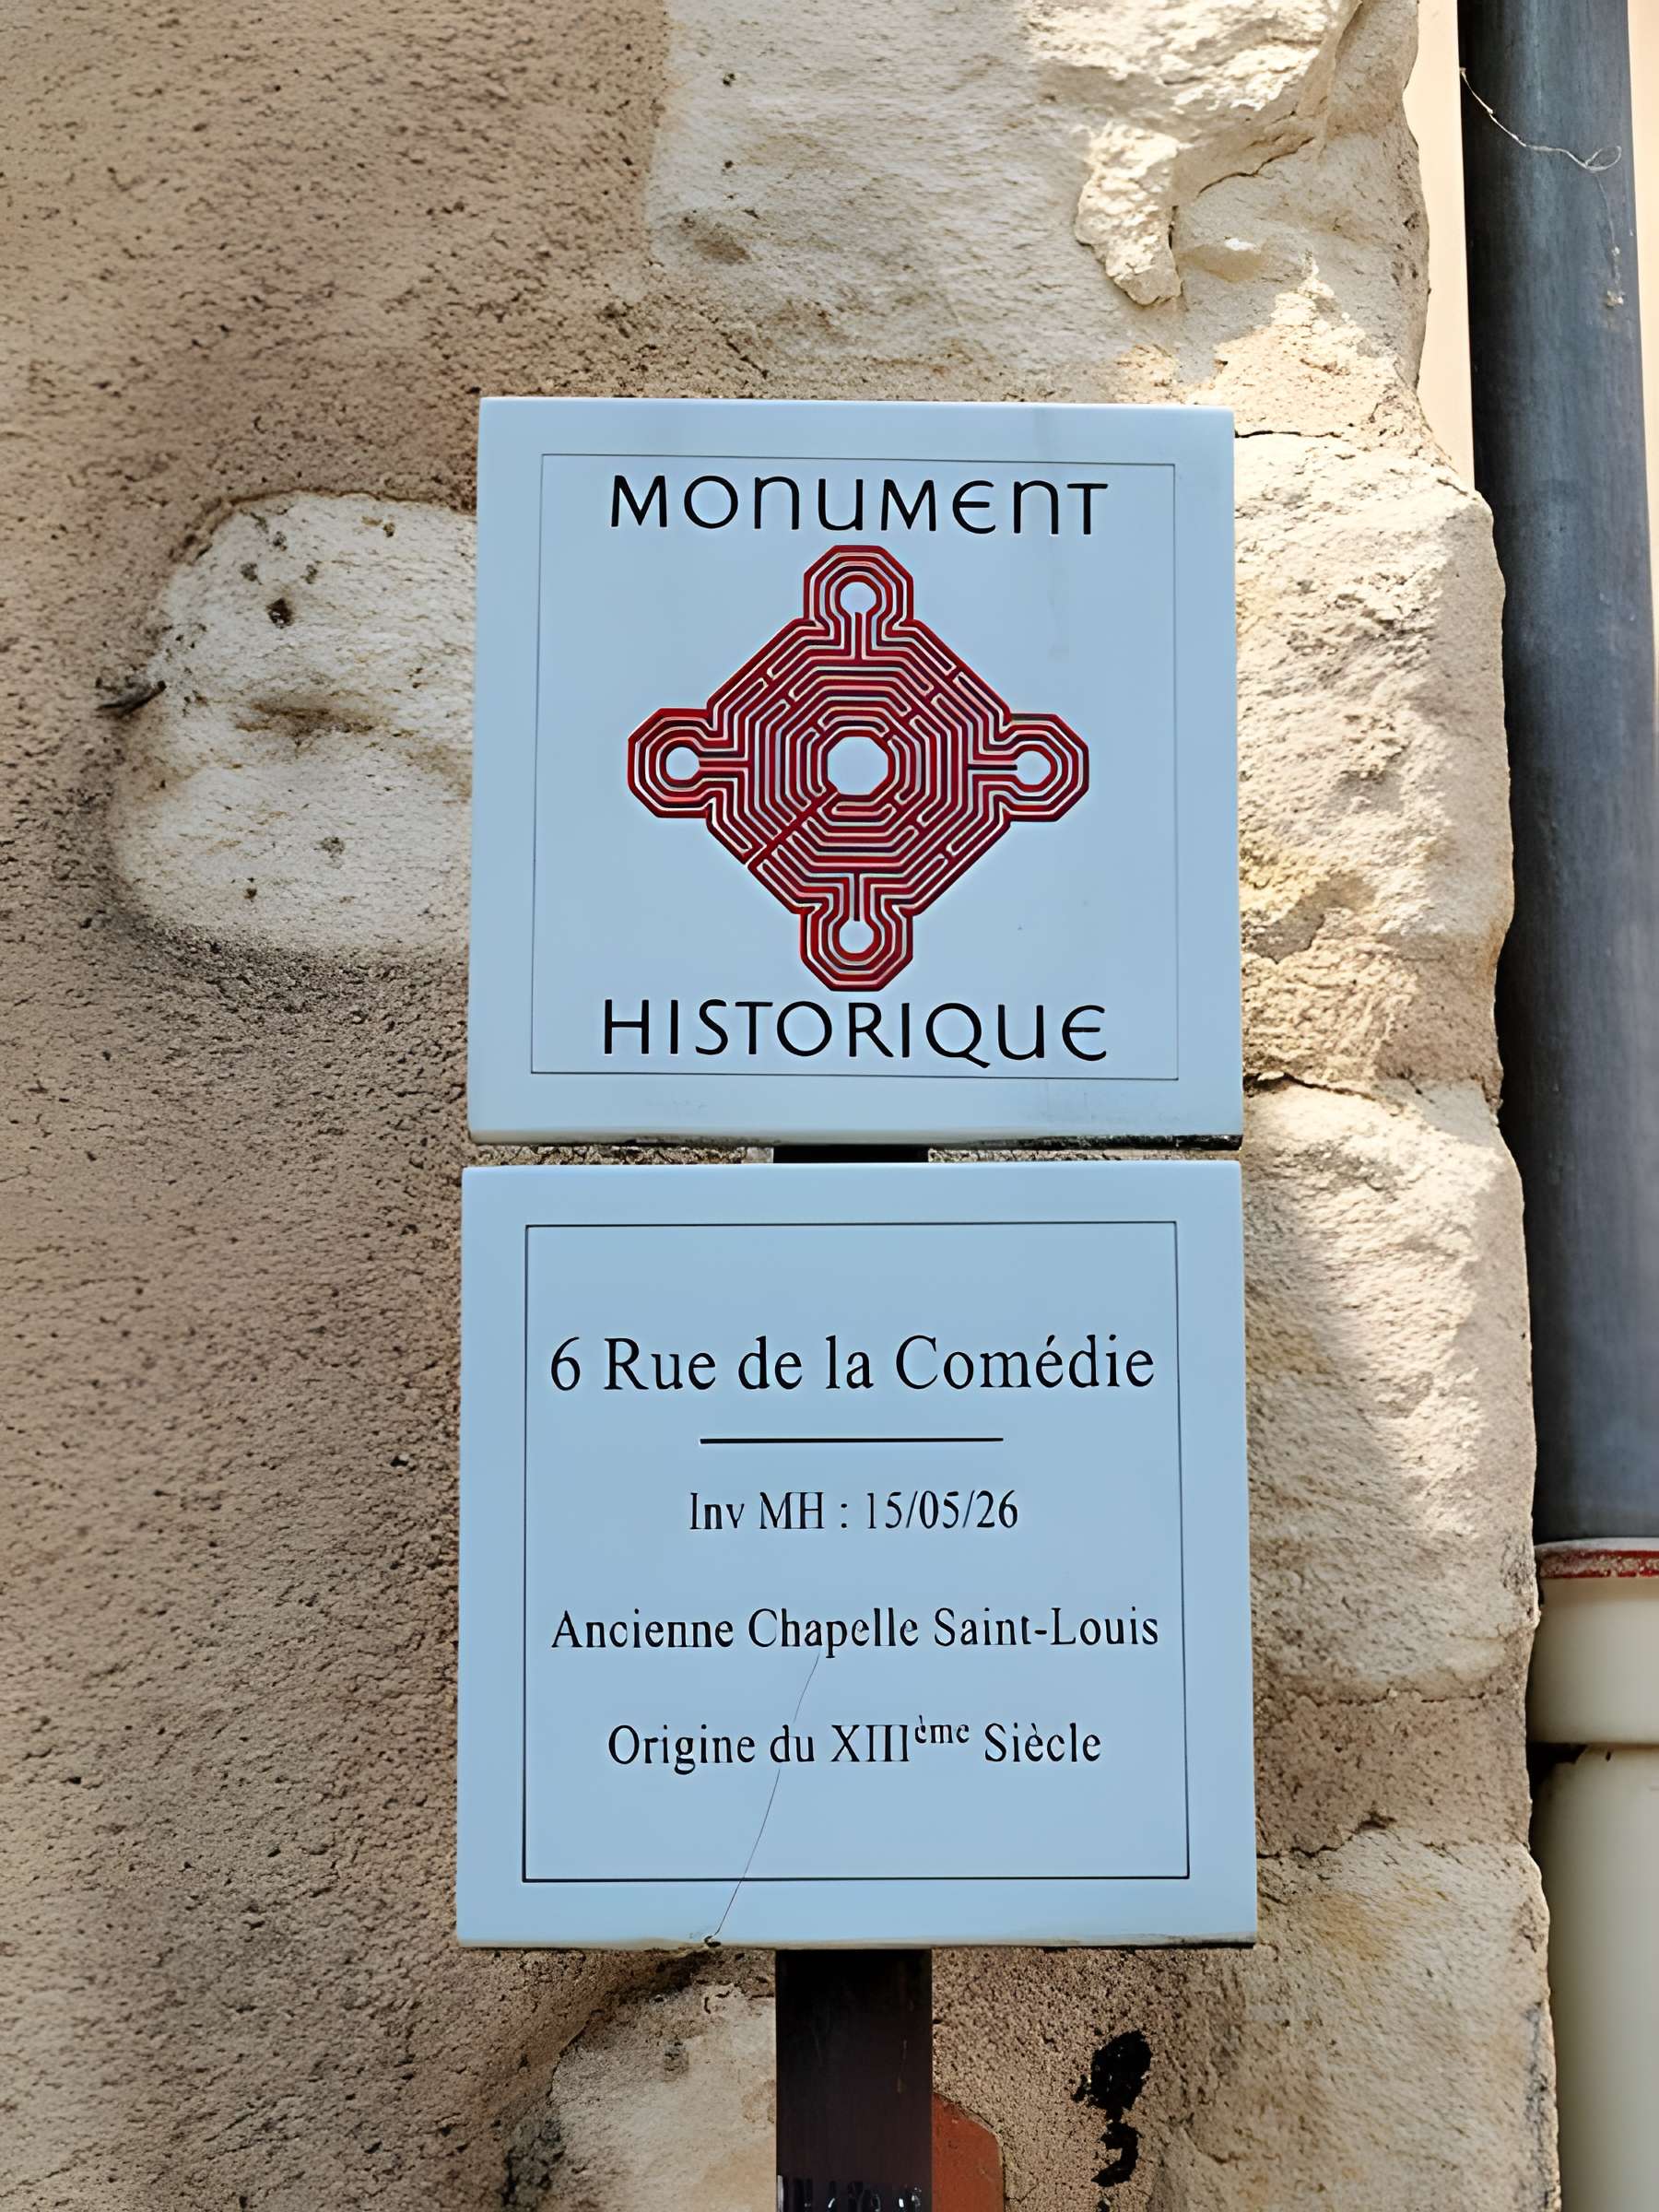 MONUMENT
HISTORIQUE
6 Rue de la Comédie
Inv MH : 15/05/26
Ancienne Chapelle Saint-Louis
Origine du XIIIème Siècle